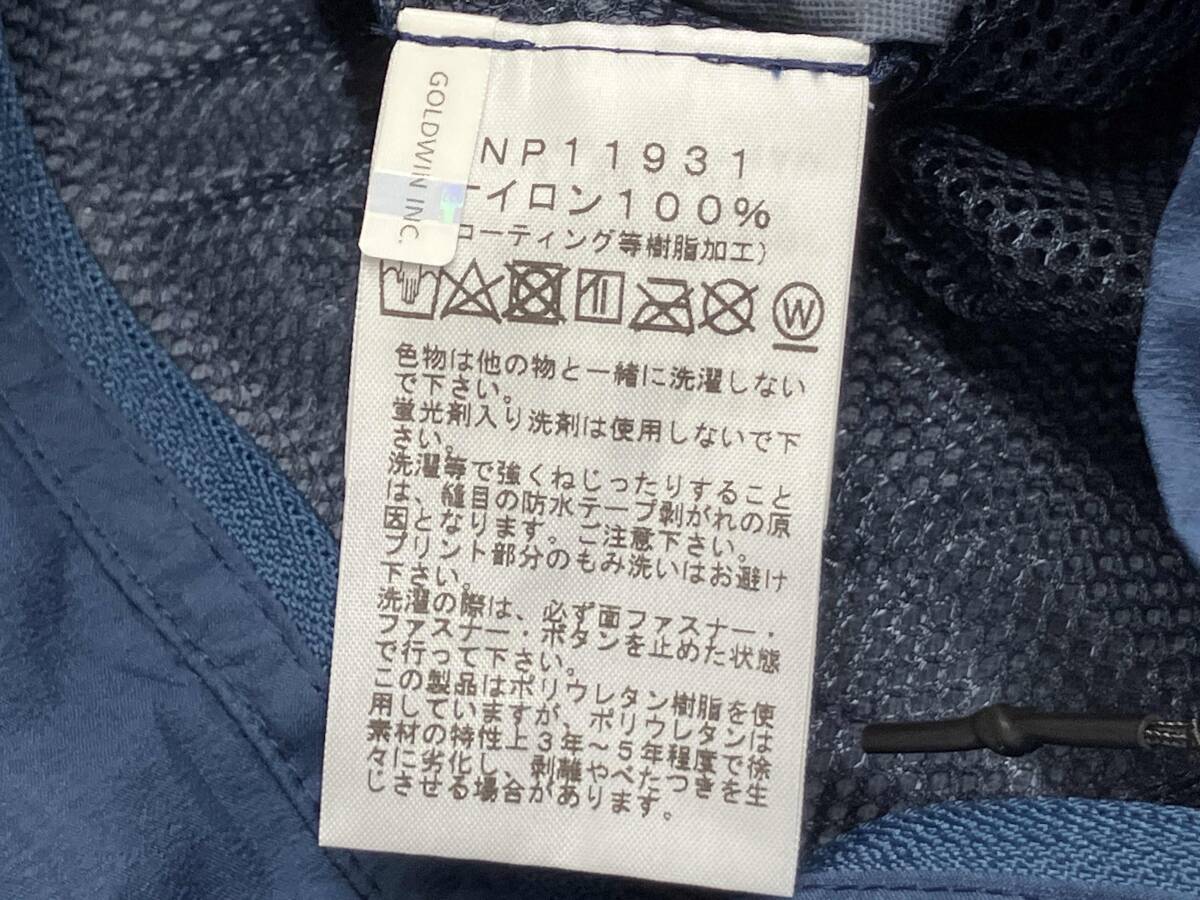 GOLDWIN INC.
NP11931
イロン100%
コーティング等樹脂加工)
W
色物は他の物と一緒に洗濯しない
で下さい。
蛍光剤入り洗剤は使用しないで下
さい。
洗濯等で強くねじったりすること
は、縫目の防水テープ剥がれの原
因となります。ご注意下さい。
プリント部分のもみ洗いはお避け
下さい。
洗濯の際は、必ず面ファスナー・
ファスナー・ボタンを止めた状態
で行って下さい。
この製品はポリウレタン樹脂を使
用していますが、ポリウレタンは
素材の特性上3年～5年程度で徐
々に劣化し、剥離やべたつきを生
じさせる場合があります。